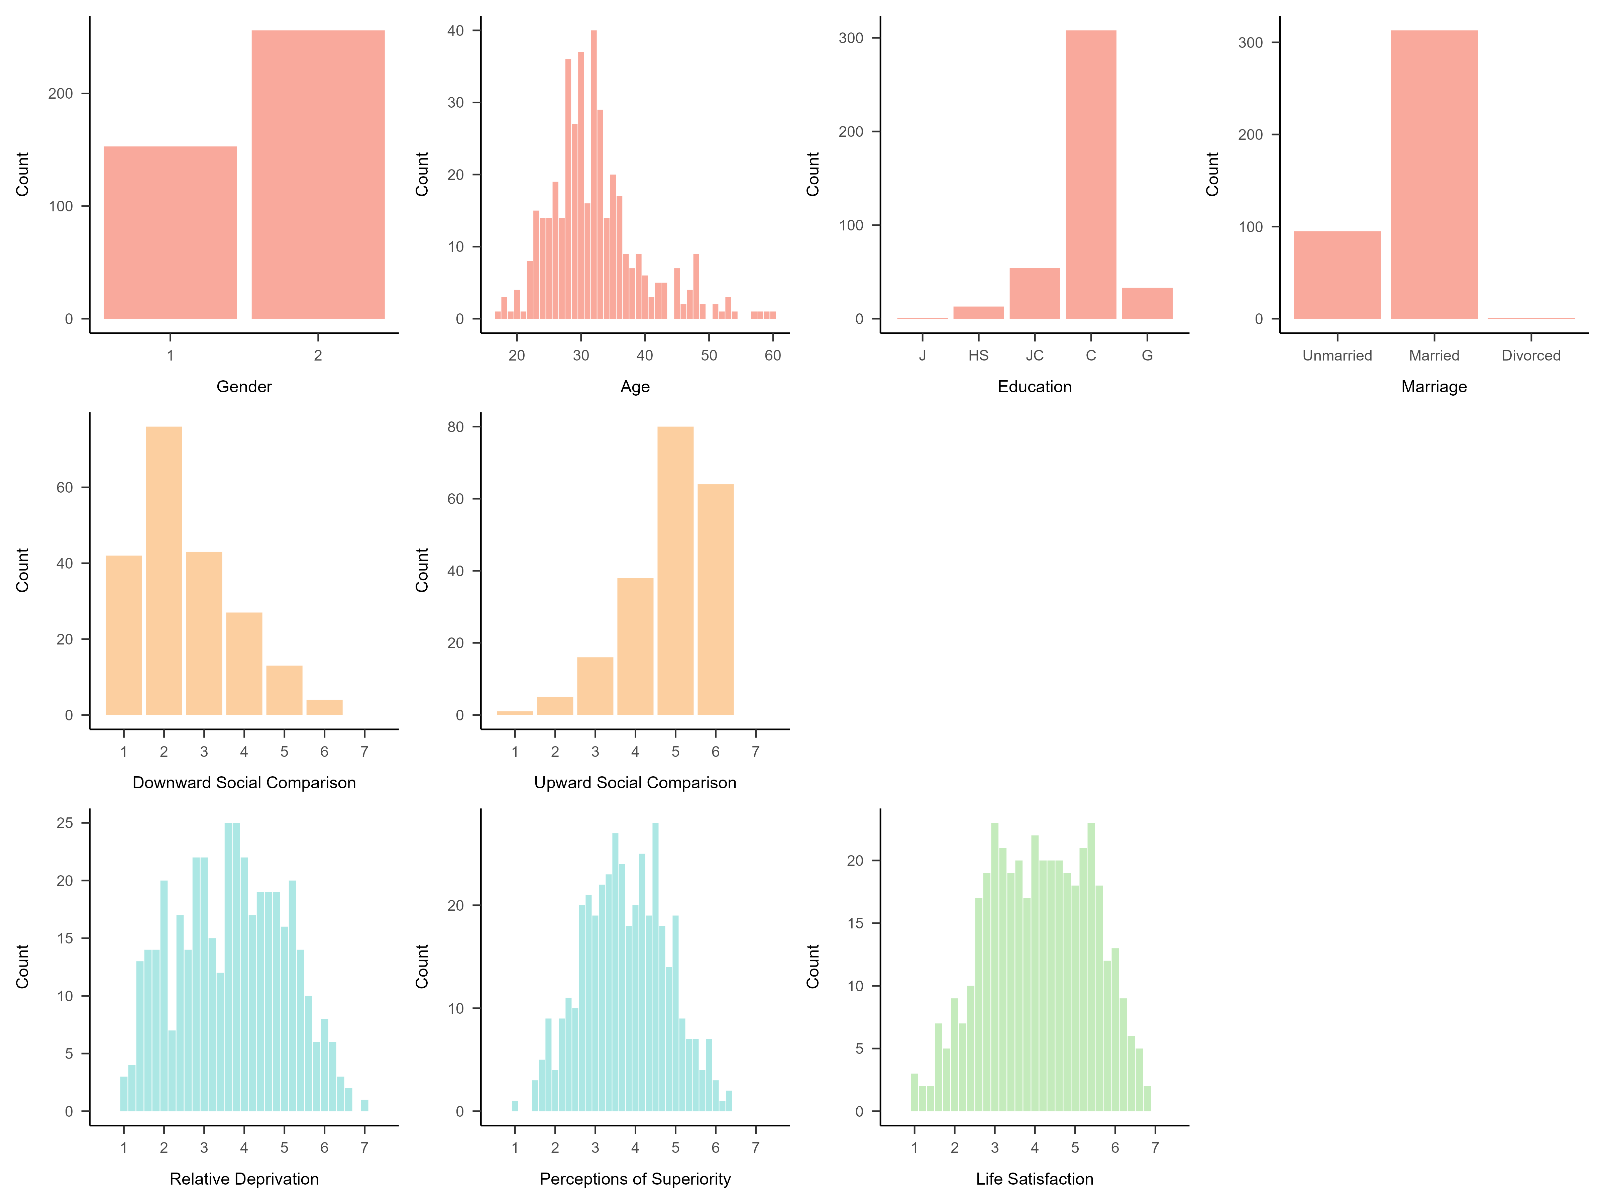 Count
200
100
0
1 2
Gender
Count
40
30
20
10
0
20 30 40 50 60
Age
Count
300
200
100
0
J HS JC C G
Education
Count
300
200
100
0
Unmarried Married Divorced
Marriage
Count
60
40
20
0
1 2 3 4 5 6 7
Downward Social Comparison
Count
80
60
40
20
0
1 2 3 4 5 6 7
Upward Social Comparison
Count
25
20
15
10
5
0
1 2 3 4 5 6 7
Relative Deprivation
Count
20
10
0
1 2 3 4 5 6 7
Perceptions of Superiority
Count
20
15
10
5
0
1 2 3 4 5 6 7
Life Satisfaction